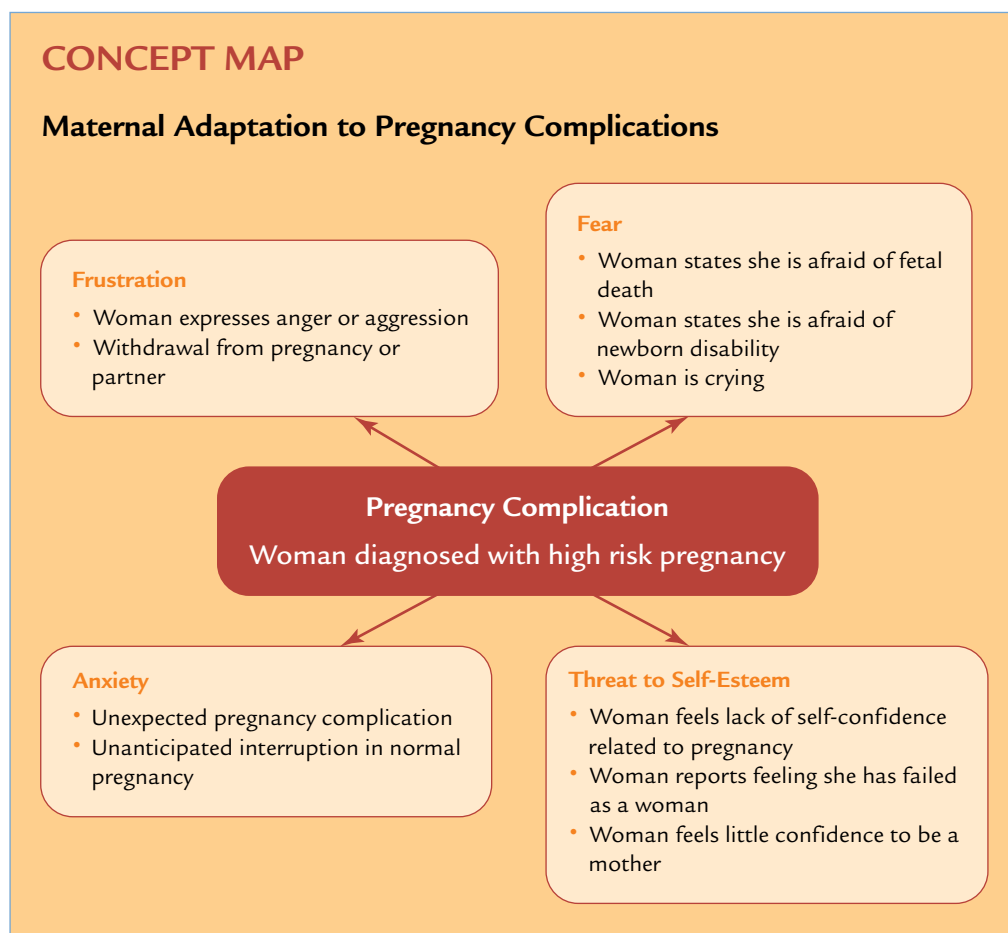 CONCEPT MAP
Maternal Adaptation to Pregnancy Complications
Frustration
• Woman expresses anger or aggression
• Withdrawal from pregnancy or
partner
Fear
• Woman states she is afraid of fetal
death
• Woman states she is afraid of
newborn disability
• Woman is crying
Pregnancy Complication
Woman diagnosed with high risk pregnancy
Anxiety
• Unexpected pregnancy complication
• Unanticipated interruption in normal
pregnancy
Threat to Self-Esteem
• Woman feels lack of self-confidence
related to pregnancy
• Woman reports feeling she has failed
as a woman
• Woman feels little confidence to be a
mother